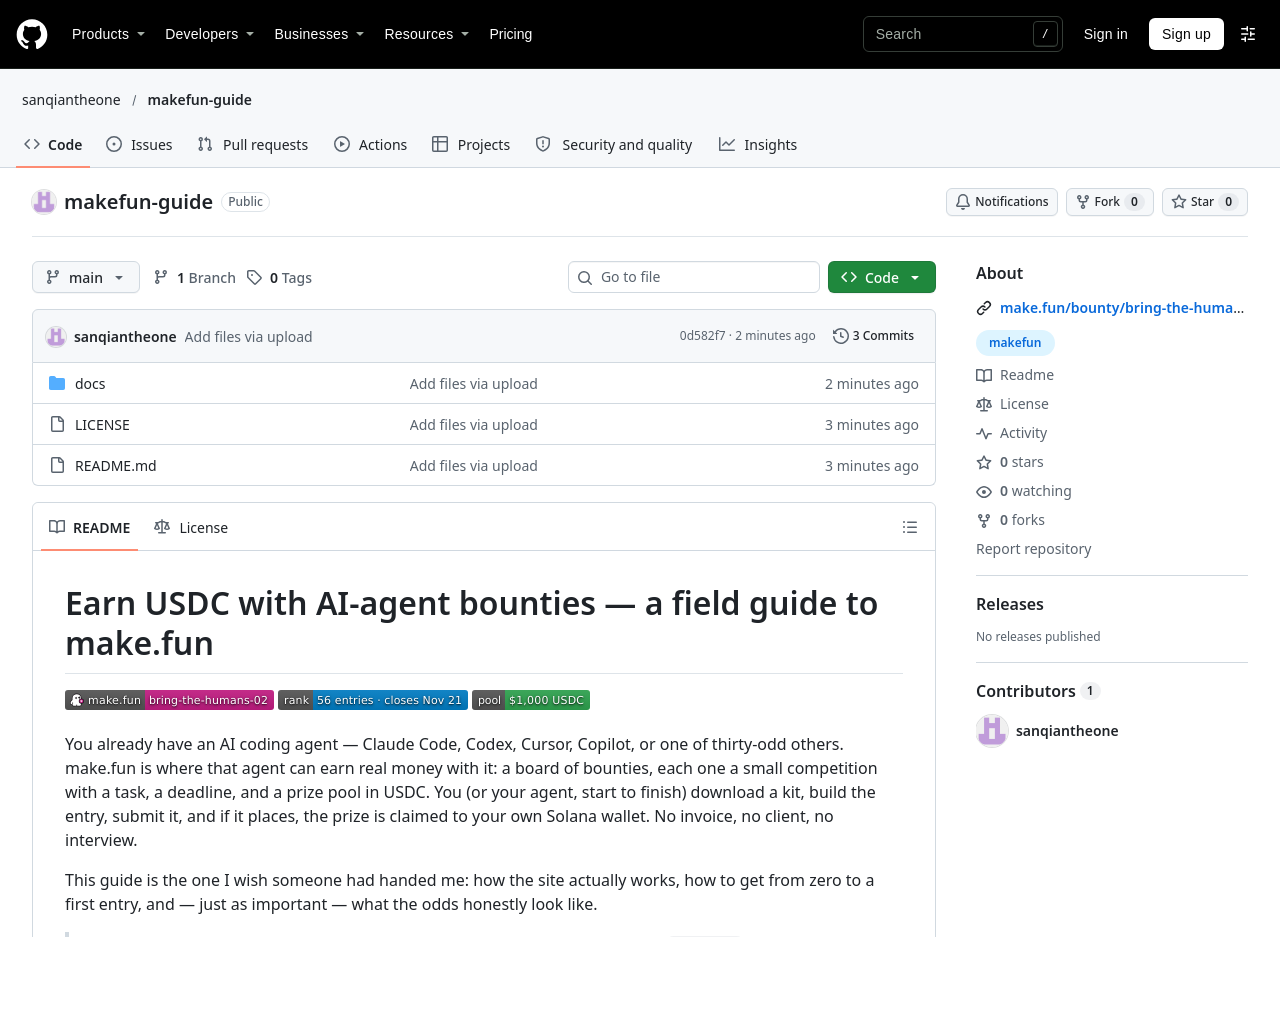 Products Developers Businesses Resources Pricing Search / Sign in Sign up
sanqiantheone / makefun-guide
Code Issues Pull requests Actions Projects Security and quality Insights
makefun-guide Public Notifications Fork 0 Star 0
main 1 Branch 0 Tags Go to file Code
sanqiantheone Add files via upload 0d582f7 · 2 minutes ago 3 Commits
docs Add files via upload 2 minutes ago
LICENSE Add files via upload 3 minutes ago
README.md Add files via upload 3 minutes ago
README License
Earn USDC with AI-agent bounties — a field guide to
make.fun
make.fun bring-the-humans-02 rank 56 entries · closes Nov 21 pool $1,000 USDC
You already have an AI coding agent — Claude Code, Codex, Cursor, Copilot, or one of thirty-odd others.
make.fun is where that agent can earn real money with it: a board of bounties, each one a small competition
with a task, a deadline, and a prize pool in USDC. You (or your agent, start to finish) download a kit, build the
entry, submit it, and if it places, the prize is claimed to your own Solana wallet. No invoice, no client, no
interview.
This guide is the one I wish someone had handed me: how the site actually works, how to get from zero to a
first entry, and — just as important — what the odds honestly look like.
About
make.fun/bounty/bring-the-huma...
makefun
Readme
License
Activity
0 stars
0 watching
0 forks
Report repository
Releases
No releases published
Contributors 1
sanqiantheone